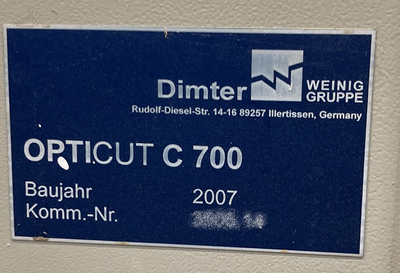 Dimter WEINIG
GRUPPE
Rudolf-Diesel-Str. 14-16 89257 Illertissen, Germany
OPTICUT C 700
Baujahr 2007
Komm.-Nr.